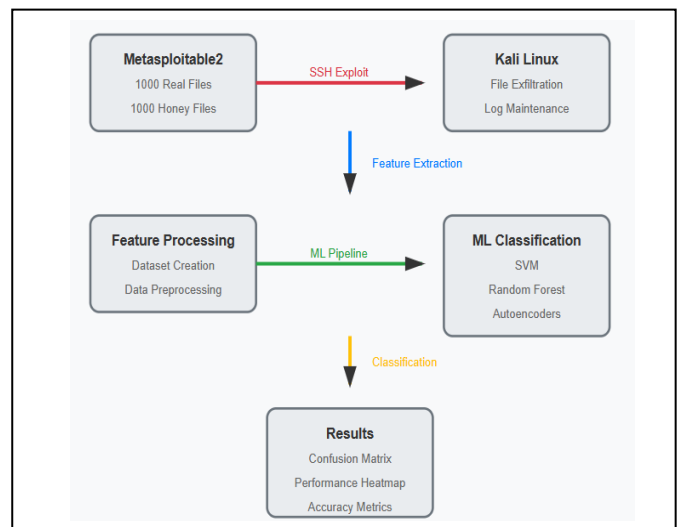 Metasploitable2
1000 Real Files
1000 Honey Files
SSH Exploit
Kali Linux
File Exfiltration
Log Maintenance
Feature Extraction
Feature Processing
Dataset Creation
Data Preprocessing
ML Pipeline
ML Classification
SVM
Random Forest
Autoencoders
Classification
Results
Confusion Matrix
Performance Heatmap
Accuracy Metrics